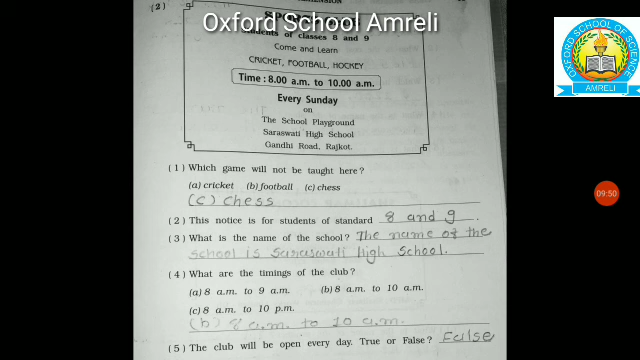 (2)
Oxford School Amreli
Students of classes 8 and 9
Come and Learn
CRICKET, FOOTBALL, HOCKEY
Time : 8.00 a.m. to 10.00 a.m.
Every Sunday
on
The School Playground
Saraswati High School
Gandhi Road, Rajkot.
OXFORD SCHOOL OF SCIENCE
AMRELI
09:50
(1) Which game will not be taught here?
(a) cricket (b) football (c) chess
(c) chess
(2) This notice is for students of standard 8 and 9.
(3) What is the name of the school? The name of the
school is Saraswati High School.
(4) What are the timings of the club?
(a) 8 a.m. to 9 a.m. (b) 8 a.m. to 10 a.m.
(c) 8 a.m. to 10 p.m.
(b) 8 a.m. to 10 a.m.
(5) The club will be open every day. True or False? False